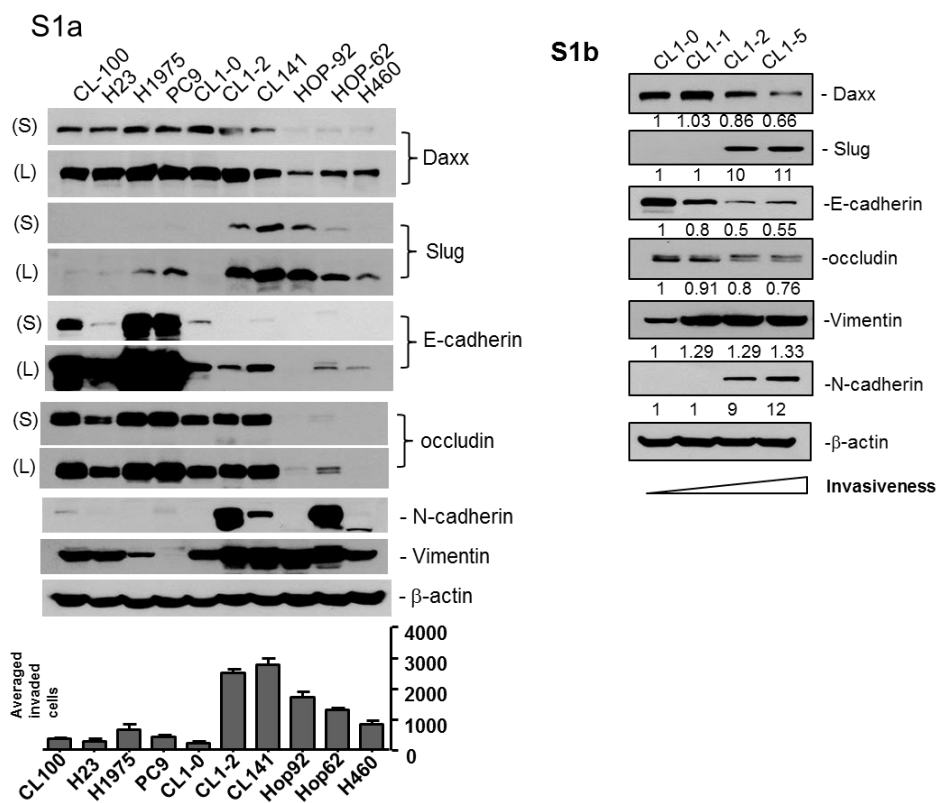 S1a
CL-100 H23 H1975 PC9 CL1-0 CL1-2 CL141 HOP-92 HOP-62 H460
(S)
Daxx
(L)
(S)
Slug
(L)
(S)
E-cadherin
(L)
(S)
occludin
(L)
- N-cadherin
- Vimentin
- β-actin
Averaged
invaded
cells
4000
3000
2000
1000
0
CL100 H23 H1975 PC9 CL1-0 CL1-2 CL141 Hop92 Hop62 H460
S1b
CL1-0 CL1-1 CL1-2 CL1-5
- Daxx
1 1.03 0.86 0.66
- Slug
1 1 10 11
-E-cadherin
1 0.8 0.5 0.55
-occludin
1 0.91 0.8 0.76
-Vimentin
1 1.29 1.29 1.33
-N-cadherin
1 1 9 12
-β-actin
Invasiveness